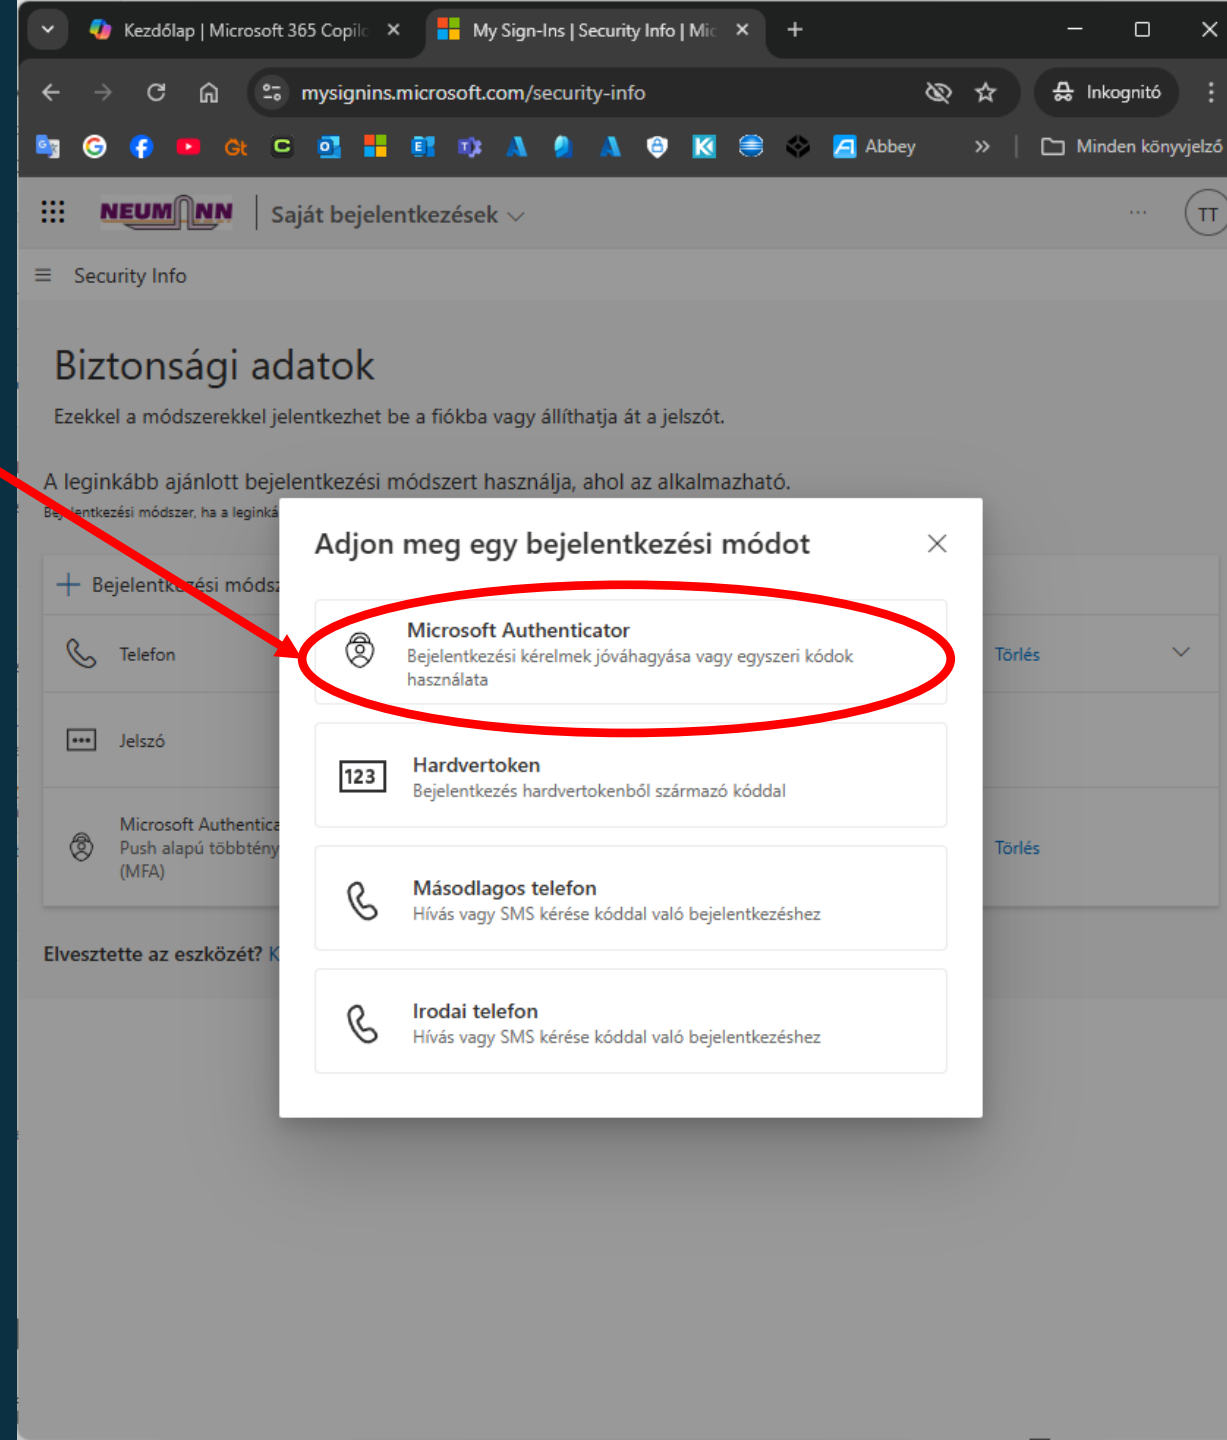 Kezdőlap | Microsoft 365 Copilo
My Sign-Ins | Security Info | Mic
mysignins.microsoft.com/security-info
Inkognitó
Abbey
Minden könyvjelző
NEUMANN
Saját bejelentkezések
TT
Security Info
Biztonsági adatok
Ezekkel a módszerekkel jelentkezhet be a fiókba vagy állíthatja át a jelszót.
A leginkább ajánlott bejelentkezési módszert használja, ahol az alkalmazható.
Bejelentkezési módszer, ha a leginká
Adjon meg egy bejelentkezési módot
Bejelentkezési módsz
Microsoft Authenticator
Bejelentkezési kérelmek jóváhagyása vagy egyszeri kódok
használata
Telefon
Törlés
Jelszó
123
Hardvertoken
Bejelentkezés hardvertokenből származó kóddal
Microsoft Authentica
Push alapú többtény
(MFA)
Törlés
Másodlagos telefon
Hívás vagy SMS kérése kóddal való bejelentkezéshez
Elvesztette az eszközét? K
Irodai telefon
Hívás vagy SMS kérése kóddal való bejelentkezéshez